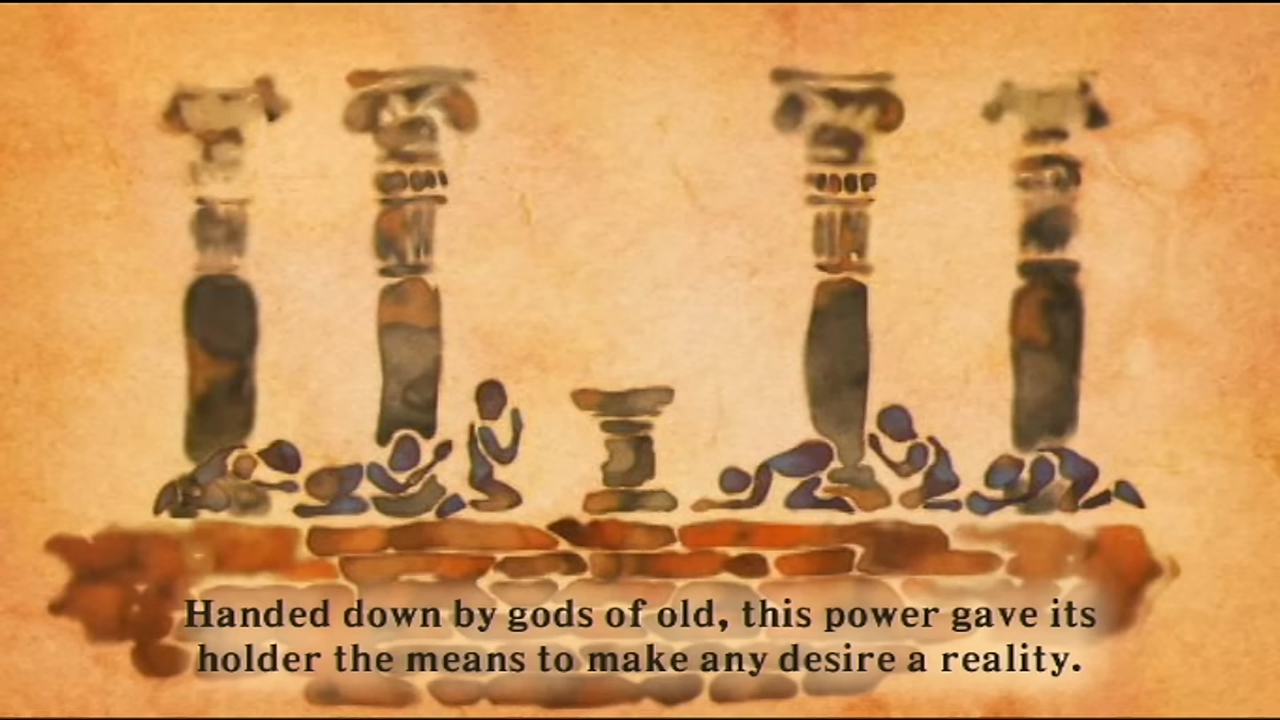 Handed down by gods of old, this power gave its
holder the means to make any desire a reality.